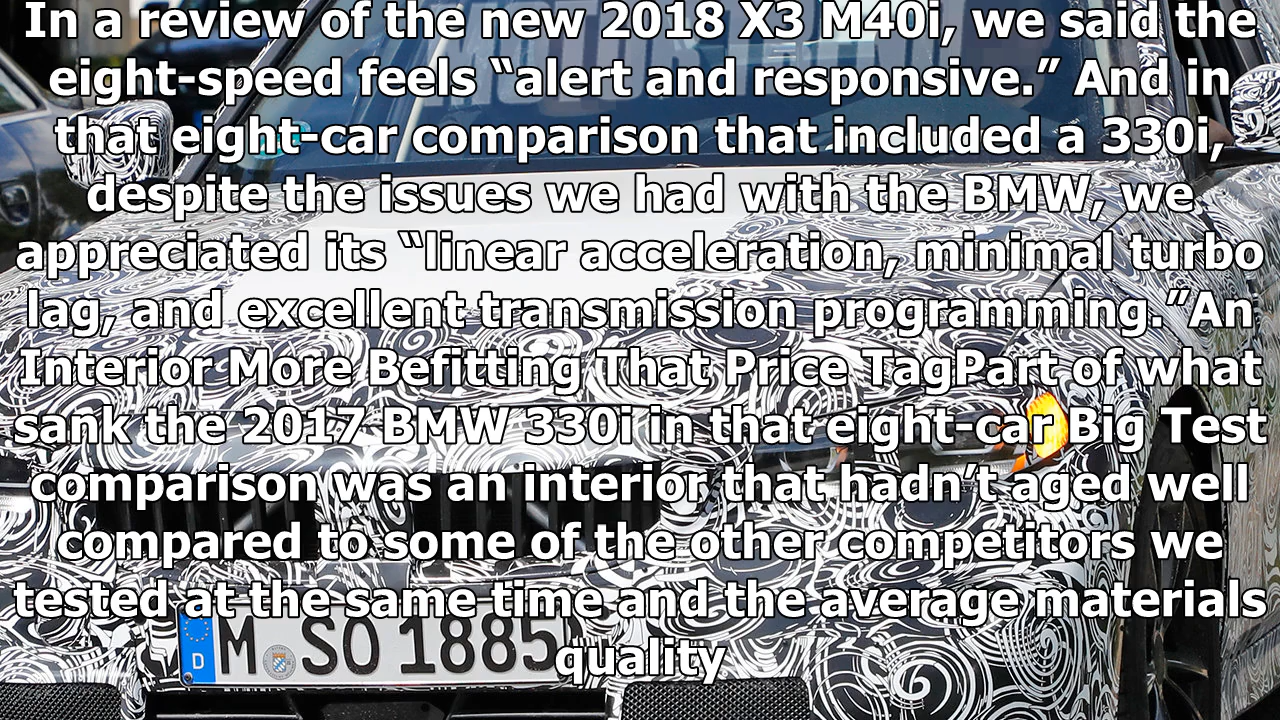 In a review of the new 2018 X3 M40i, we said the
eight-speed feels “alert and responsive.” And in
that eight-car comparison that included a 330i,
despite the issues we had with the BMW, we
appreciated its “linear acceleration, minimal turbo
lag, and excellent transmission programming.”An
Interior More Befitting That Price TagPart of what
sank the 2017 BMW 330i in that eight-car Big Test
comparison was an interior that hadn’t aged well
compared to some of the other competitors we
tested at the same time and the average materials
quality
D
M SO 1885